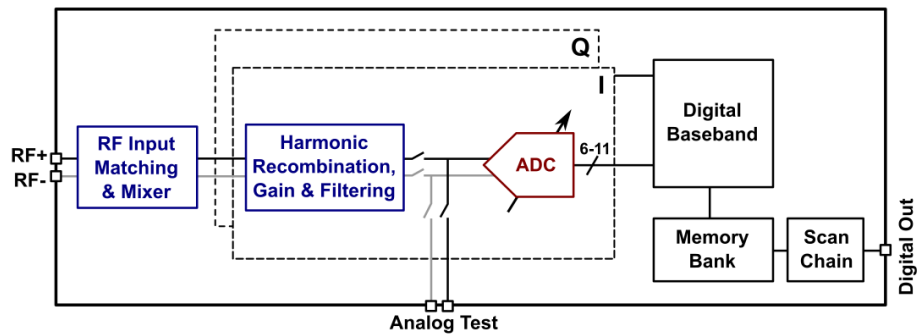 Q
I
RF+
RF-
RF Input
Matching
& Mixer
Harmonic
Recombination,
Gain & Filtering
ADC
6-11
Digital
Baseband
Memory
Bank
Scan
Chain
Digital Out
Analog Test